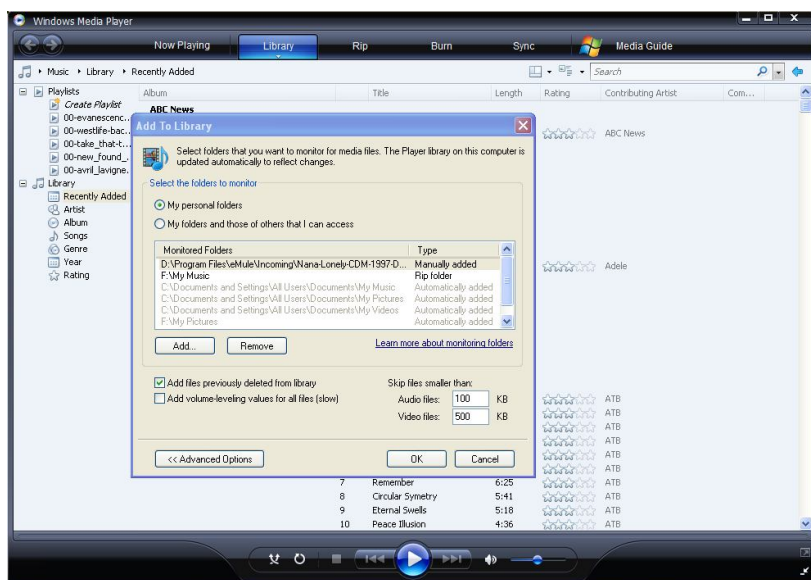 Windows Media Player
Now Playing Library Rip Burn Sync Media Guide
Music Library Recently Added Search
Playlists Album Title Length Rating Contributing Artist Com...
Create Playlist ABC News
00-evanescenc...
00-westlife-bac...
00-take_that-t...
00-new_found_...
00-avril_lavigne.
Library
Recently Added
Artist
Album
Songs
Genre
Year
Rating
Add To Library
Select folders that you want to monitor for media files. The Player library on this computer is
updated automatically to reflect changes.
Select the folders to monitor
My personal folders
My folders and those of others that I can access
Monitored Folders Type
D:\Program Files\eMule\Incoming\Nana-Lonely-CDM-1997-D... Manually added
F:\My Music Rip folder
C:\Documents and Settings\All Users\Documents\My Music Automatically added
C:\Documents and Settings\All Users\Documents\My Pictures Automatically added
C:\Documents and Settings\All Users\Documents\My Videos Automatically added
F:\My Pictures Automatically added
Add... Remove Learn more about monitoring folders
Add files previously deleted from library Skip files smaller than:
Add volume-leveling values for all files (slow) Audio files: 100 KB
Video files: 500 KB
<< Advanced Options OK Cancel
ABC News
Adele
ATB
ATB
ATB
ATB
ATB
ATB
7 Remember 6:25 ATB
8 Circular Symetry 5:41 ATB
9 Eternal Swells 5:18 ATB
10 Peace Illusion 4:36 ATB